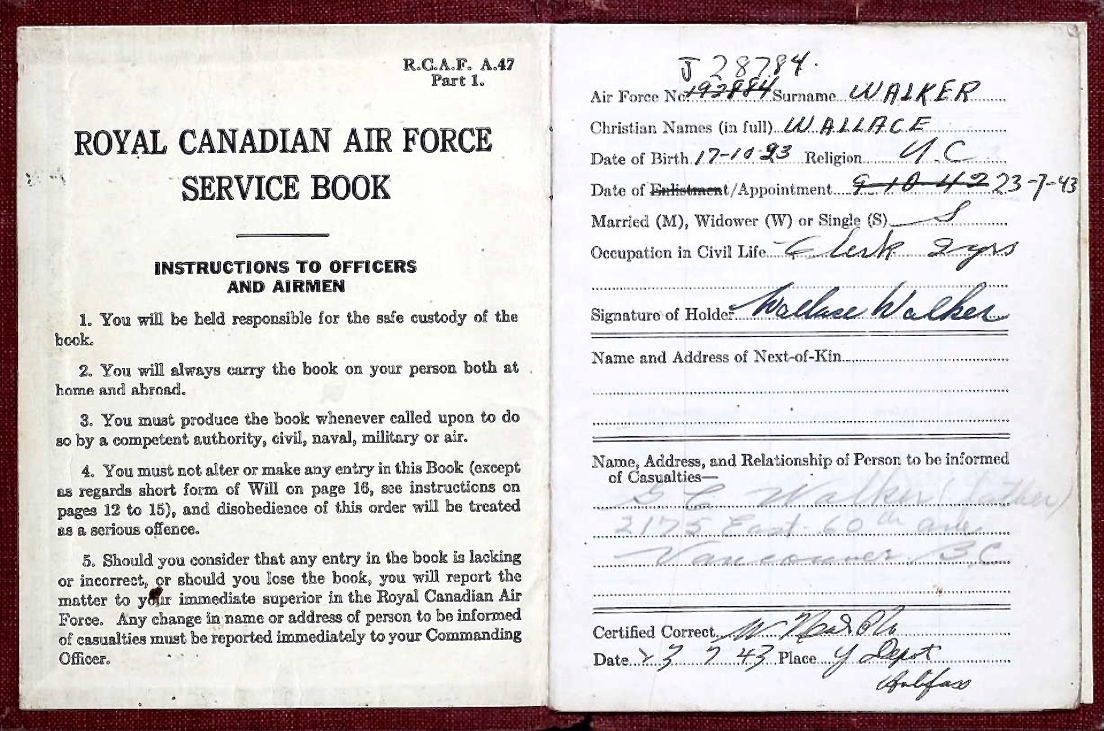 R.C.A.F. A.47
Part 1.
ROYAL CANADIAN AIR FORCE
SERVICE BOOK
INSTRUCTIONS TO OFFICERS
AND AIRMEN
1. You will be held responsible for the safe custody of the
book.
2. You will always carry the book on your person both at
home and abroad.
3. You must produce the book whenever called upon to do
so by a competent authority, civil, naval, military or air.
4. You must not alter or make any entry in this Book (except
as regards short form of Will on page 16, see instructions on
pages 12 to 15), and disobedience of this order will be treated
as a serious offence.
5. Should you consider that any entry in the book is lacking
or incorrect, or should you lose the book, you will report the
matter to your immediate superior in the Royal Canadian Air
Force. Any change in name or address of person to be informed
of casualties must be reported immediately to your Commanding
Officer.
J 28784.
Air Force No. Surname WALKER
Christian Names (in full) WALLACE
Date of Birth 17-10-23 Religion U.C
Date of Enlistment/Appointment 9-10-42 23-7-43
Married (M), Widower (W) or Single (S) S
Occupation in Civil Life Clerk 2 yrs
Signature of Holder Wallace Walker
Name and Address of Next-of-Kin
Name, Address, and Relationship of Person to be informed
of Casualties—
G C Walker (father)
2175 East 60th ave
Vancouver B.C
Certified Correct
Date 23 7 43 Place Y Depot
Halifax